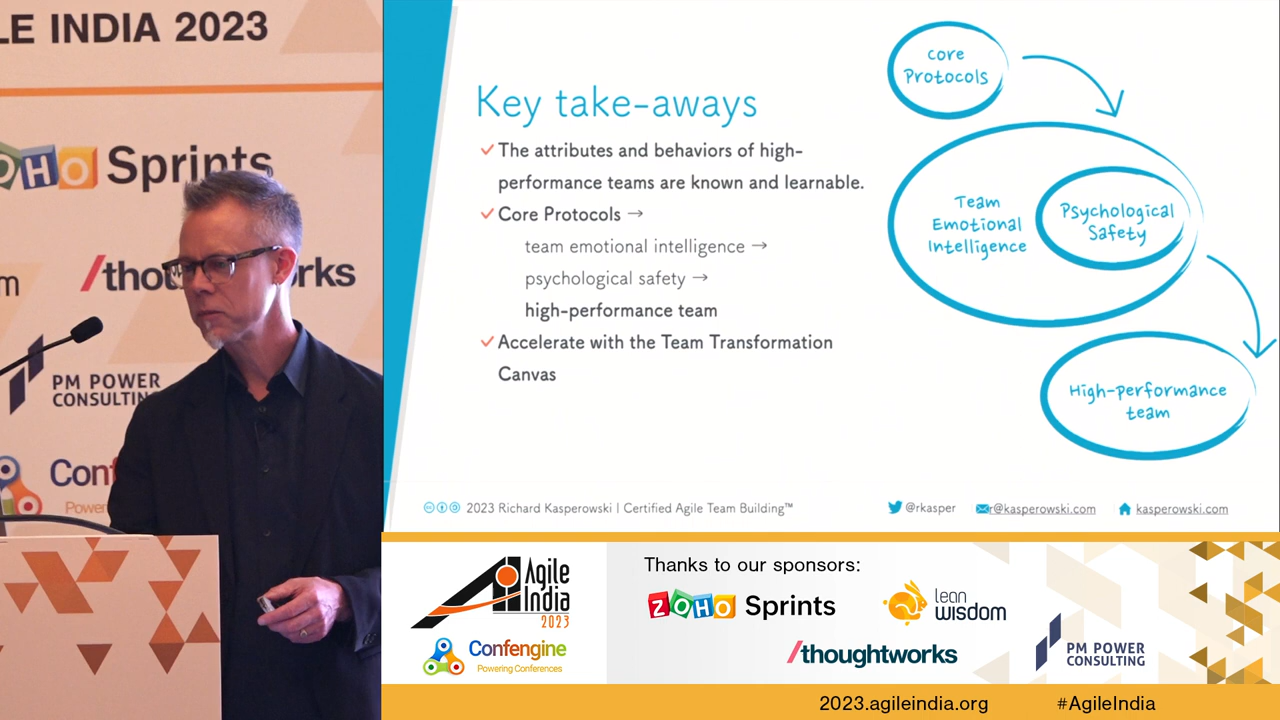 LE INDIA 2023
OHO Sprints
m
/thoughtworks
PM POWER
CONSULTIN
Conf
Power
Key take-aways
✓ The attributes and behaviors of high-
performance teams are known and learnable.
✓ Core Protocols →
team emotional intelligence →
psychological safety →
high-performance team
✓ Accelerate with the Team Transformation
Canvas
Core
Protocols
Team
Emotional
Intelligence
Psychological
Safety
High-performance
team
2023 Richard Kasperowski | Certified Agile Team Building™
@rkasper
r@kasperowski.com
kasperowski.com
Agile
India
2023
Confengine
Powering Conferences
Thanks to our sponsors:
ZOHO Sprints
lean
wisdom
/thoughtworks
PM POWER
CONSULTING
2023.agileindia.org
#AgileIndia